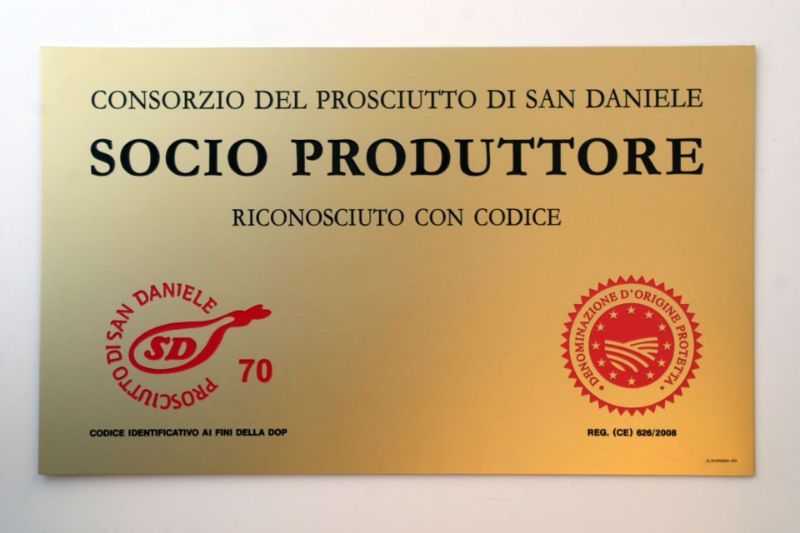 CONSORZIO DEL PROSCIUTTO DI SAN DANIELE
SOCIO PRODUTTORE
RICONOSCIUTO CON CODICE
PROSCIUTTO DI SAN DANIELE
SD
70
DENOMINAZIONE D'ORIGINE PROTETTA
CODICE IDENTIFICATIVO AI FINI DELLA DOP
REG. (CE) 626/2008